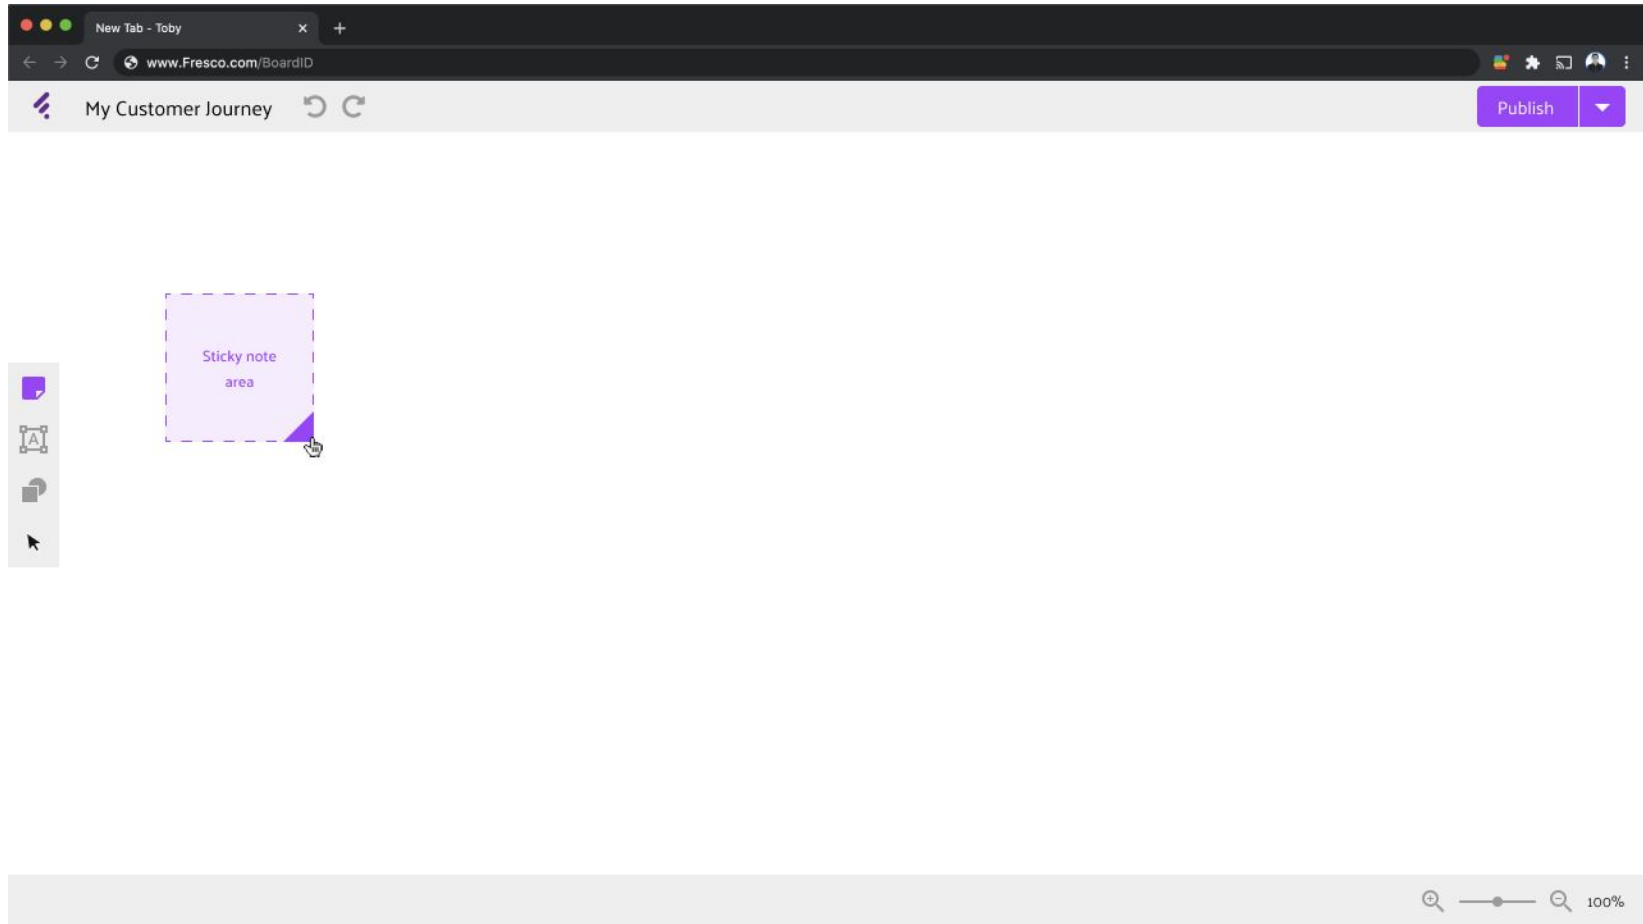 New Tab - Toby
www.Fresco.com/BoardID
My Customer Journey
Publish
Sticky note
area
A
100%